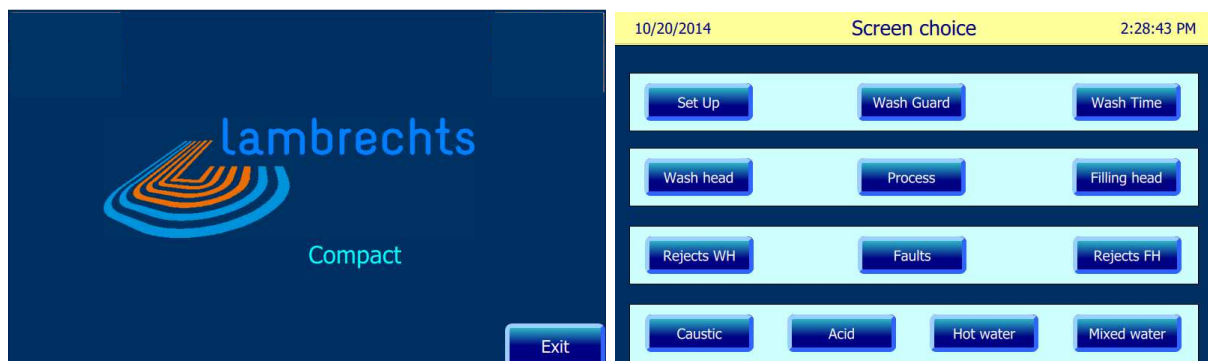 lambrechts
Compact
Exit
10/20/2014 Screen choice 2:28:43 PM
Set Up Wash Guard Wash Time
Wash head Process Filling head
Rejects WH Faults Rejects FH
Caustic Acid Hot water Mixed water